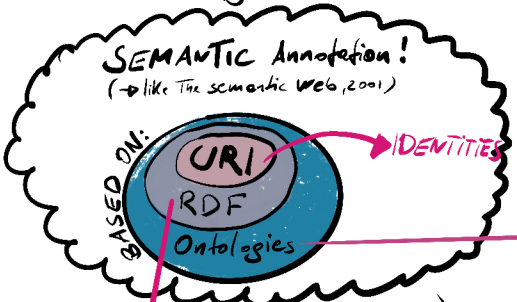 SEMANTIC Annotation!
(→ like The semantic Web, 2001)
BASED ON:
URI
IDENTITIES
RDF
Ontologies